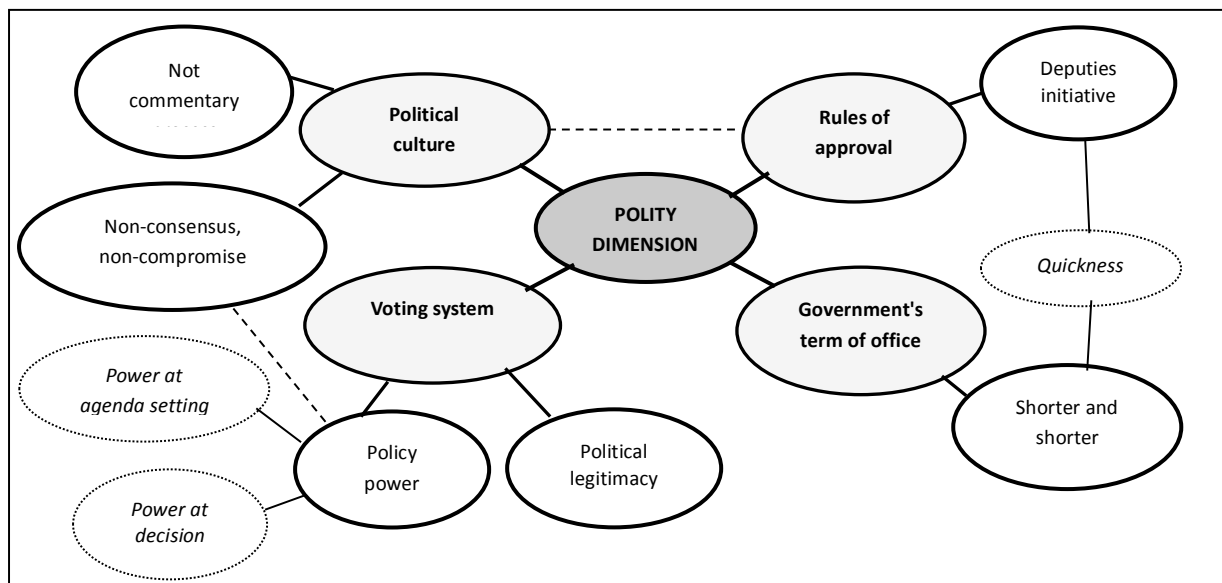 Not
commentary
Political
culture
Rules of
approval
Deputies
initiative
POLITY
DIMENSION
Non-consensus,
non-compromise
Quickness
Voting system
Government's
term of office
Power at
agenda setting
Shorter and
shorter
Policy
power
Political
legitimacy
Power at
decision